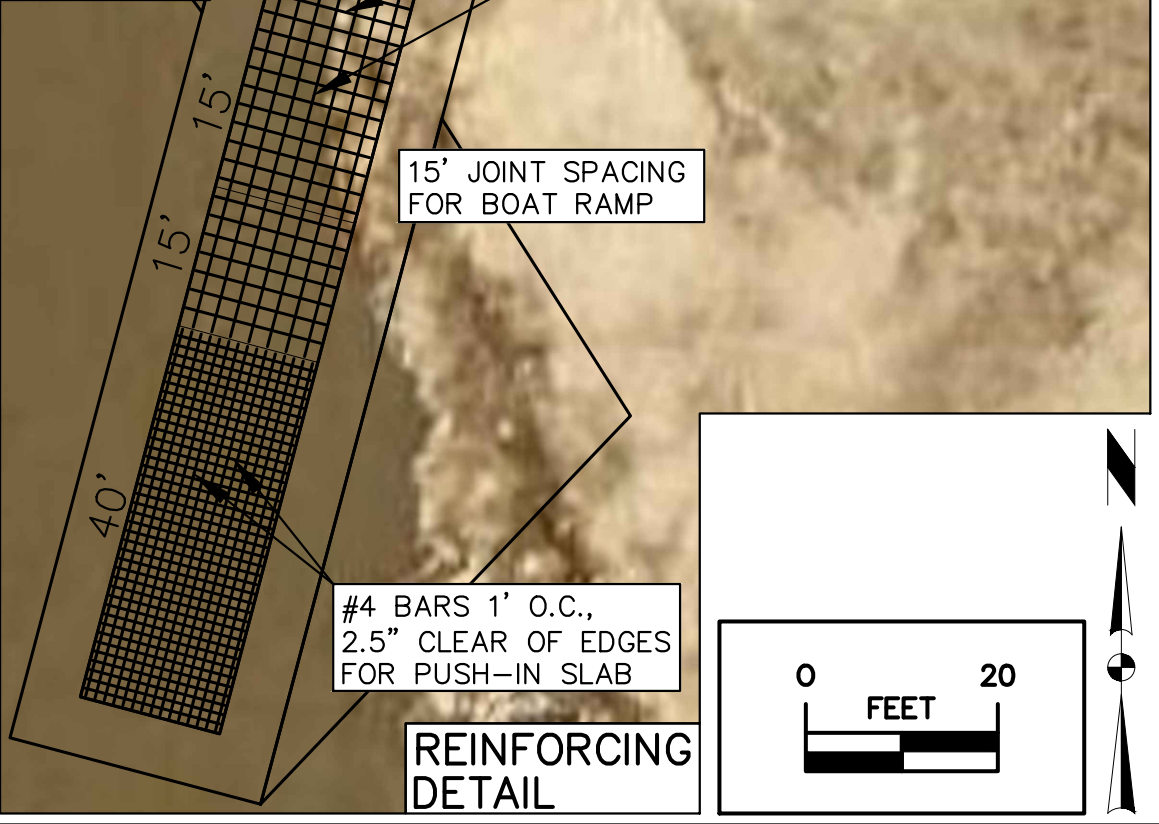 15'
15'
40'
15' JOINT SPACING
FOR BOAT RAMP
#4 BARS 1' O.C.,
2.5" CLEAR OF EDGES
FOR PUSH-IN SLAB
REINFORCING
DETAIL
N
0 20
FEET